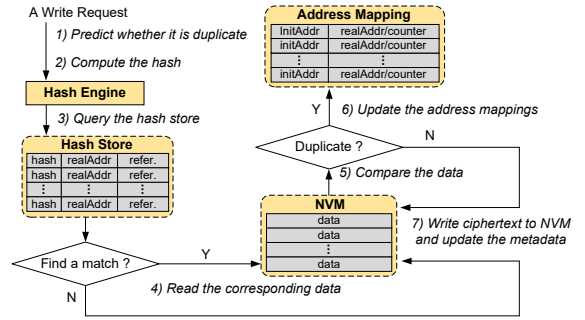 A Write Request
1) Predict whether it is duplicate
2) Compute the hash
Hash Engine
3) Query the hash store
Hash Store
hash realAddr refer.
hash realAddr refer.
⋮ ⋮ ⋮
hash realAddr refer.
Find a match ?
Y
N
4) Read the corresponding data
Address Mapping
InitAddr realAddr/counter
initAddr realAddr/counter
⋮ ⋮
initAddr realAddr/counter
Y
6) Update the address mappings
Duplicate ?
N
5) Compare the data
NVM
data
data
⋮
data
7) Write ciphertext to NVM
and update the metadata